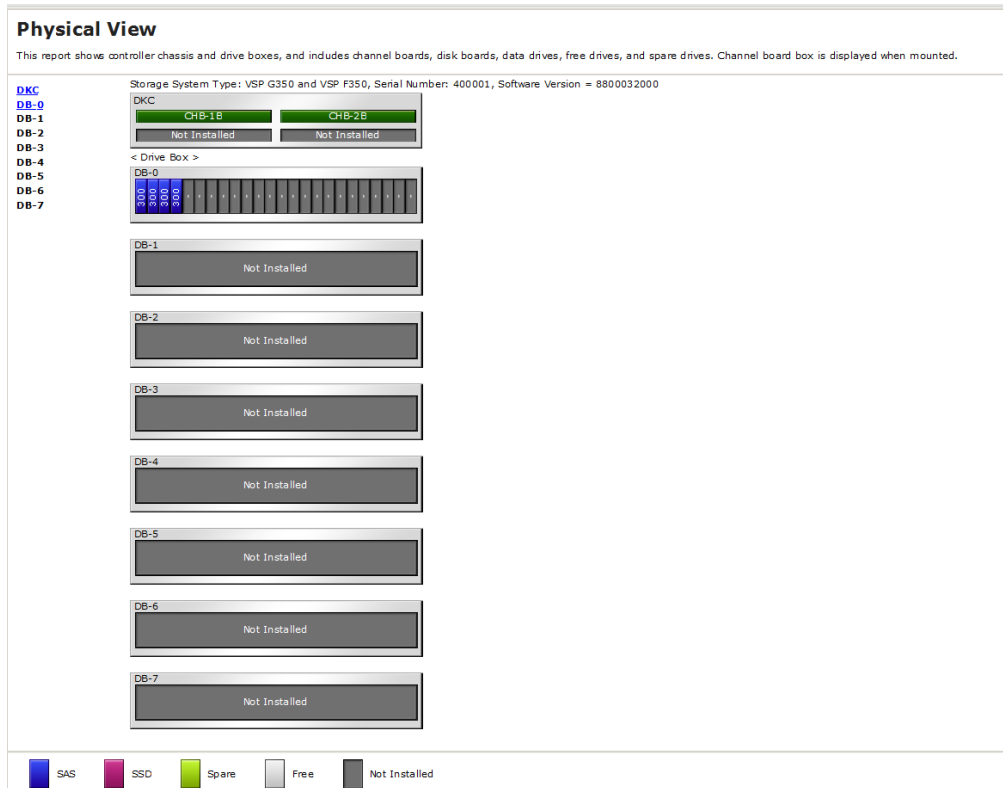 Physical View
This report shows controller chassis and drive boxes, and includes channel boards, disk boards, data drives, free drives, and spare drives. Channel board box is displayed when mounted.
DKC
DB-0
DB-1
DB-2
DB-3
DB-4
DB-5
DB-6
DB-7
Storage System Type: VSP G350 and VSP F350, Serial Number: 400001, Software Version = 8800032000
DKC
CHB-1B CHB-2B
Not Installed Not Installed
< Drive Box >
DB-0
300 300 300 300 - - - - - - - - - - - - - - - - - - - -
DB-1
Not Installed
DB-2
Not Installed
DB-3
Not Installed
DB-4
Not Installed
DB-5
Not Installed
DB-6
Not Installed
DB-7
Not Installed
SAS SSD Spare Free Not Installed